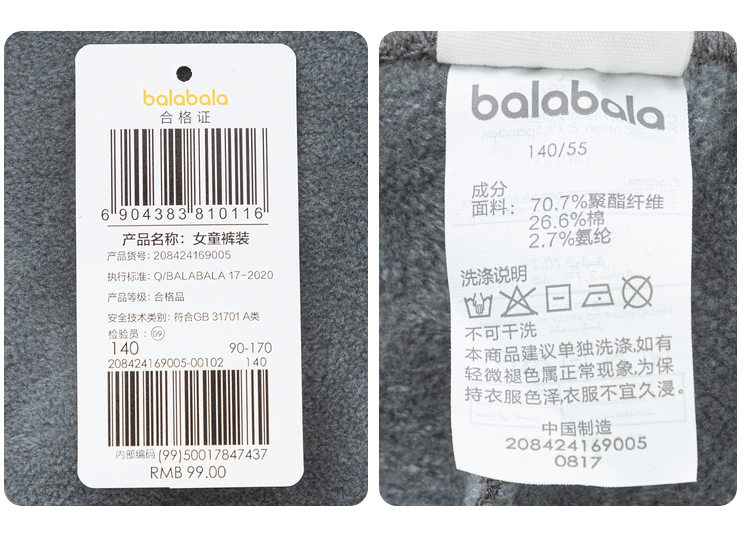 balabala
合格证
6 904383 810116
产品名称: 女童裤装
产品货号: 208424169005
执行标准: Q/BALABALA 17-2020
产品等级: 合格品
安全技术类别: 符合GB 31701 A类
检验员: 09
140 90-170
208424169005-00102 140
内部编码 (99)50017847437
RMB 99.00
balabala
140/55
成分
面料: 70.7%聚酯纤维
26.6%棉
2.7%氨纶
洗涤说明
不可干洗
本商品建议单独洗涤,如有
轻微褪色属正常现象,为保
持衣服色泽衣服不宜久浸。
中国制造
208424169005
0817